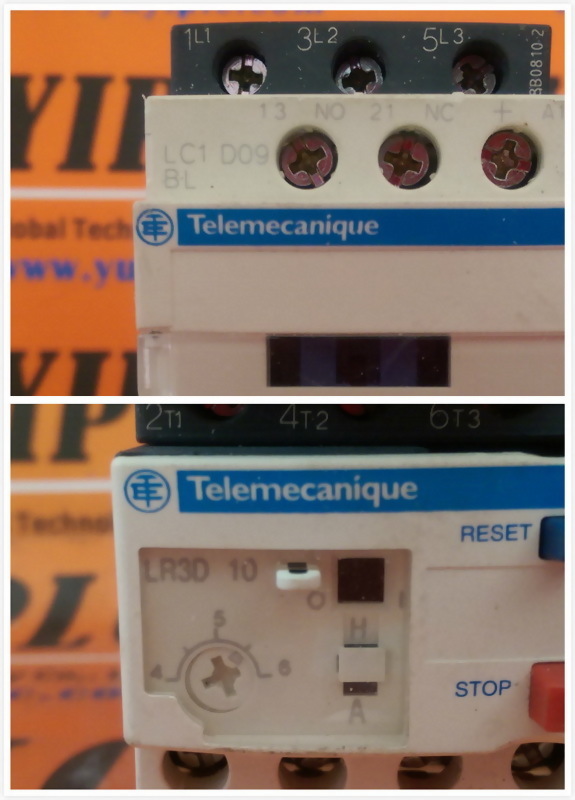 1L1 3L2 5L3
BB0810-2
13 NO 21 NC + A1
LC1 D09
BL
Telemecanique
2T1 4T2 6T3
Telemecanique
RESET
LR3D 10
O I
H
5
4 6
A
STOP